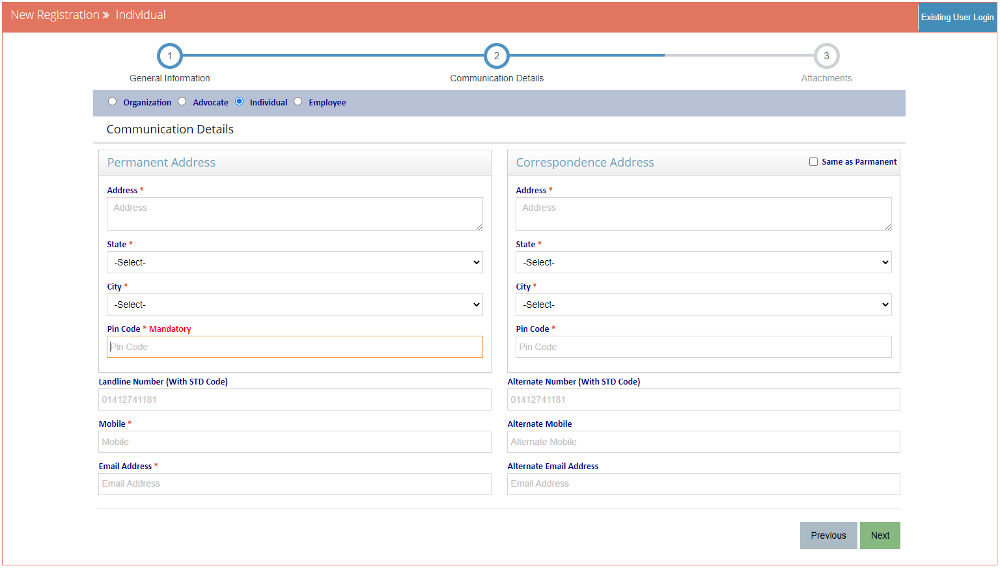 New Registration » Individual
Existing User Login
1
2
3
General Information
Communication Details
Attachments
Organization Advocate Individual Employee
Communication Details
Permanent Address
Address *
Address
State *
-Select-
City *
-Select-
Pin Code * Mandatory
Pin Code
Correspondence Address
Same as Parmanent
Address *
Address
State *
-Select-
City *
-Select-
Pin Code *
Pin Code
Landline Number (With STD Code)
01412741181
Alternate Number (With STD Code)
01412741181
Mobile *
Mobile
Alternate Mobile
Alternate Mobile
Email Address *
Email Address
Alternate Email Address
Email Address
Previous
Next